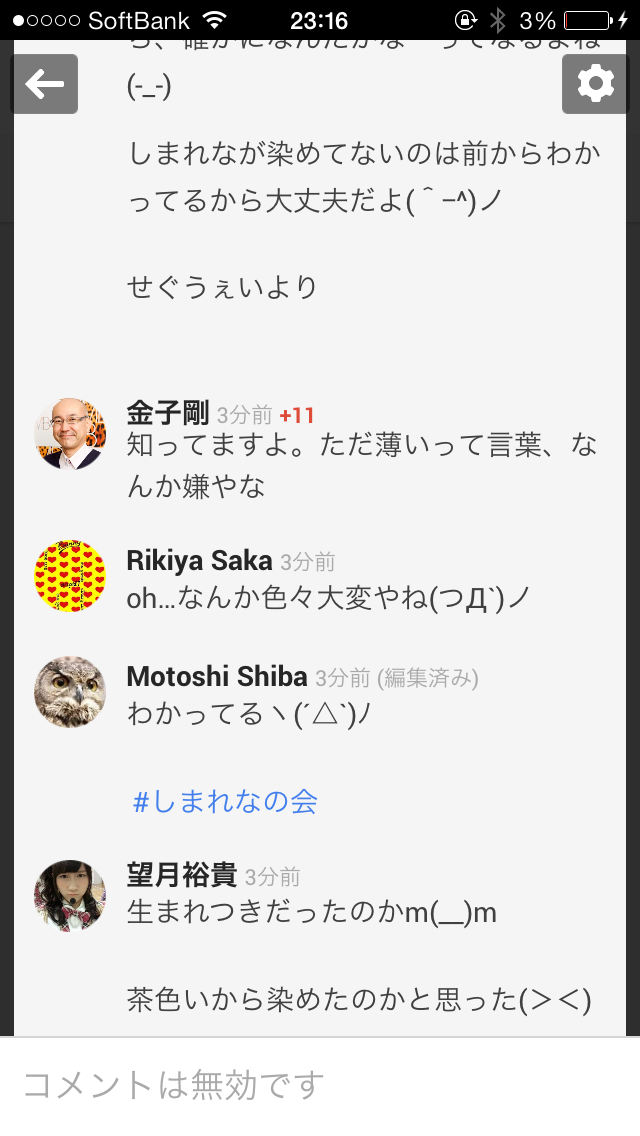 SoftBank 23:16 3%
(-_-)
しまれなが染めてないのは前からわか
ってるから大丈夫だよ(＾−^)ノ
せぐうぇいより
金子剛 3分前 +11
知ってますよ。ただ薄いって言葉、な
んか嫌やな
Rikiya Saka 3分前
oh...なんか色々大変やね(つД`)ノ
Motoshi Shiba 3分前 (編集済み)
わかってるヽ(´△`)ﾉ
#しまれなの会
望月裕貴 3分前
生まれつきだったのかm(__)m
茶色いから染めたのかと思った(＞＜)
コメントは無効です